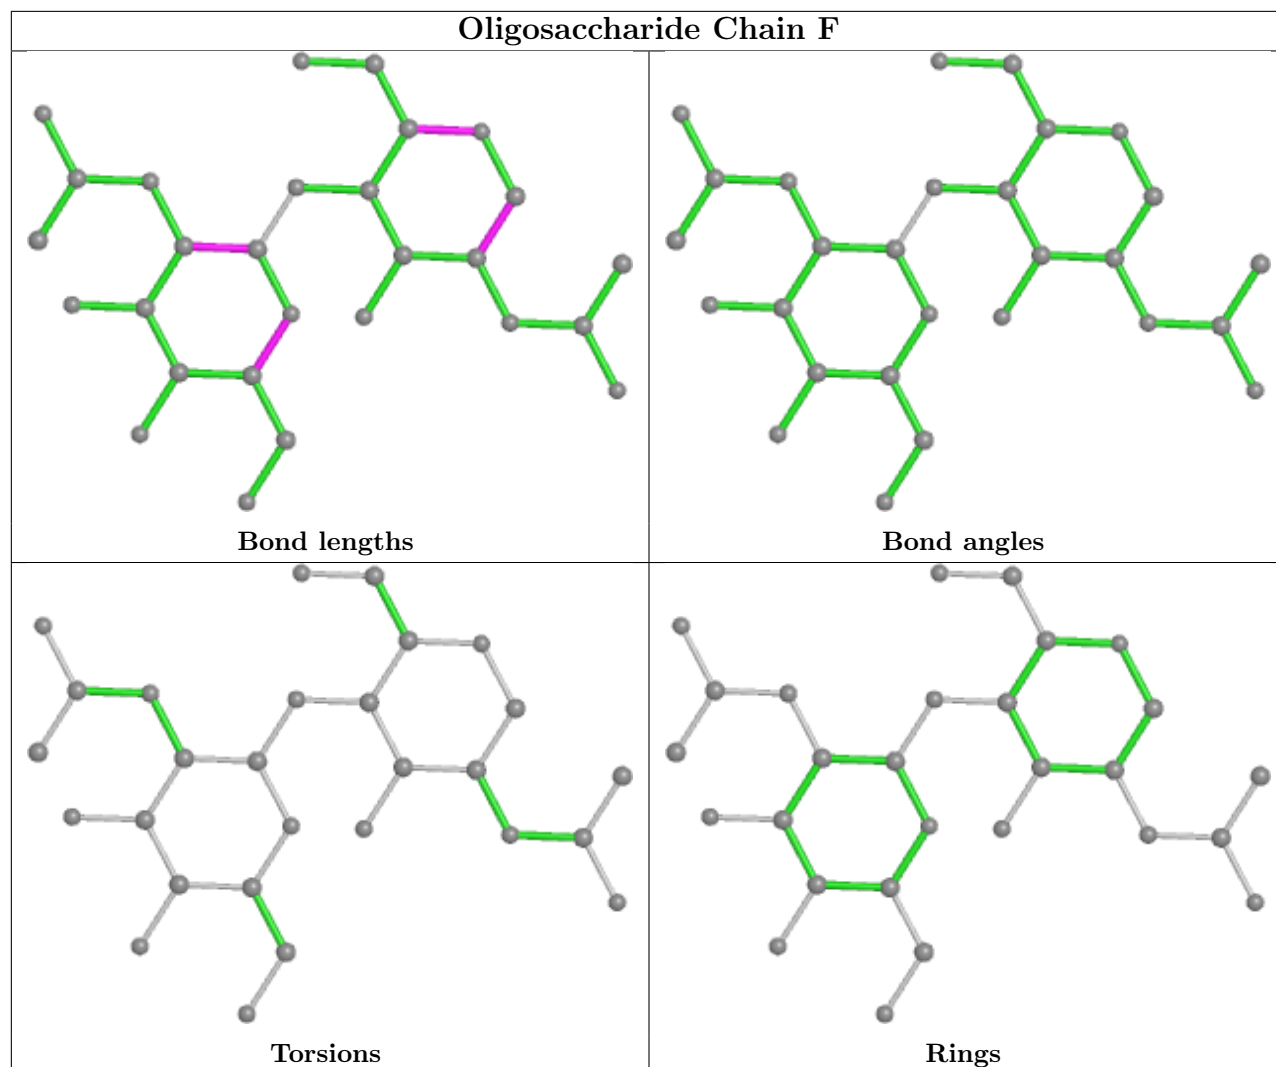 Oligosaccharide Chain F
Bond lengths
Bond angles
Torsions
Rings